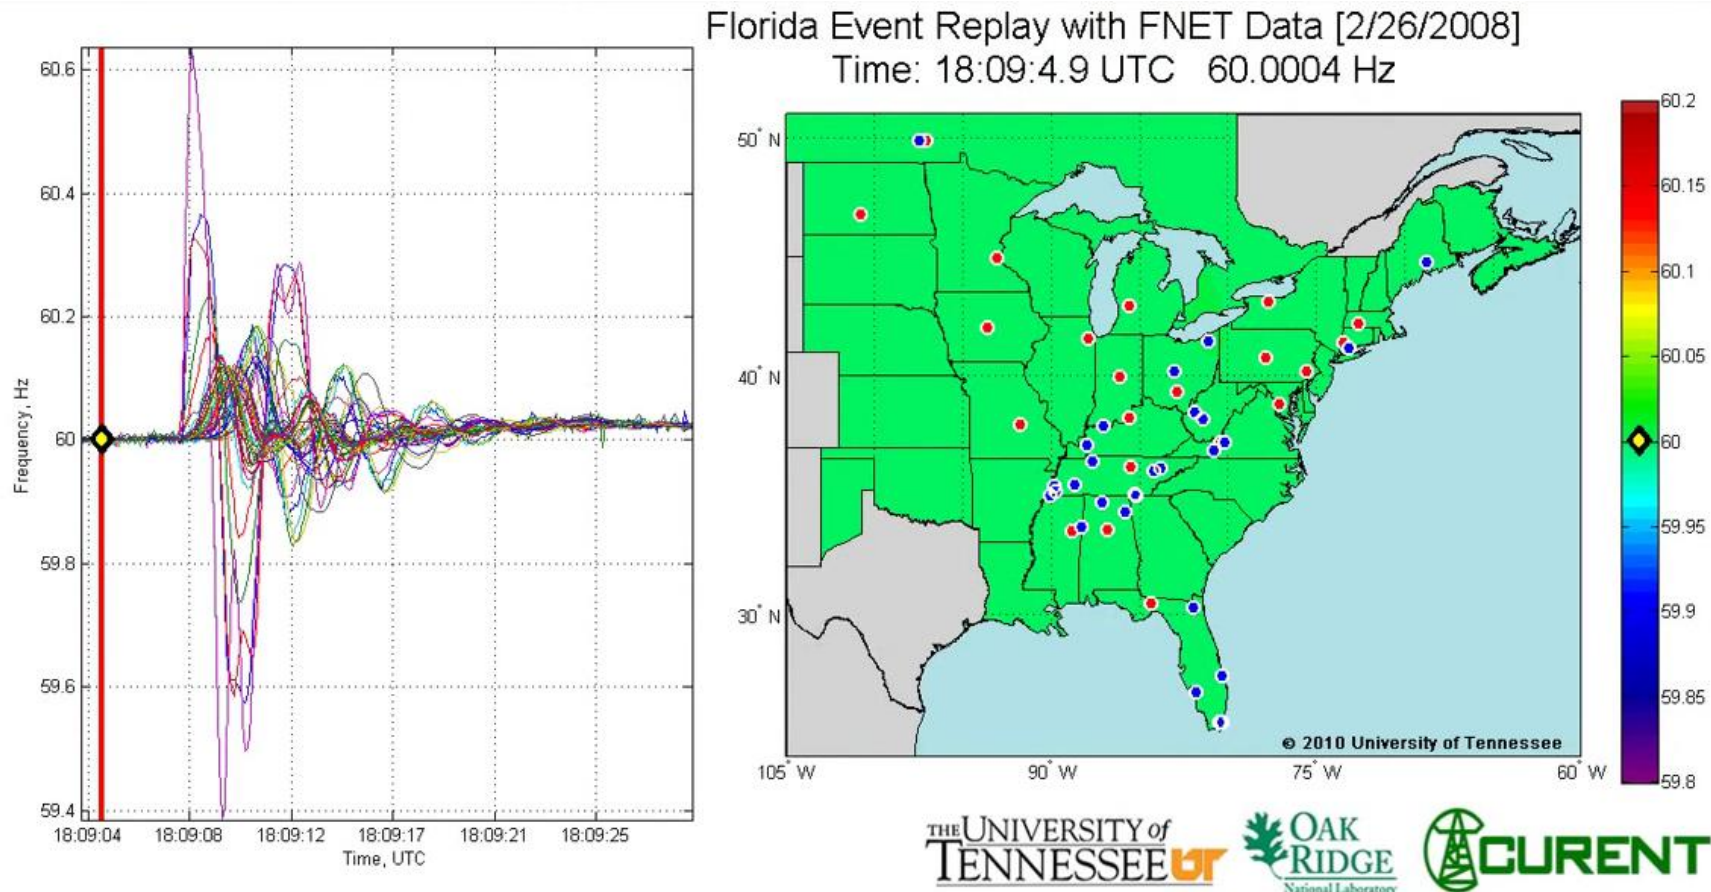 Florida Event Replay with FNET Data [2/26/2008]
Time: 18:09:4.9 UTC 60.0004 Hz
60.6
60.4
60.2
60
59.8
59.6
59.4
Frequency, Hz
18:09:04 18:09:08 18:09:12 18:09:17 18:09:21 18:09:25
Time, UTC
50° N
40° N
30° N
105° W 90° W 75° W 60° W
© 2010 University of Tennessee
60.2
60.15
60.1
60.05
60
59.95
59.9
59.85
59.8
THE UNIVERSITY of
TENNESSEE UT
OAK
RIDGE
National Laboratory
CURENT